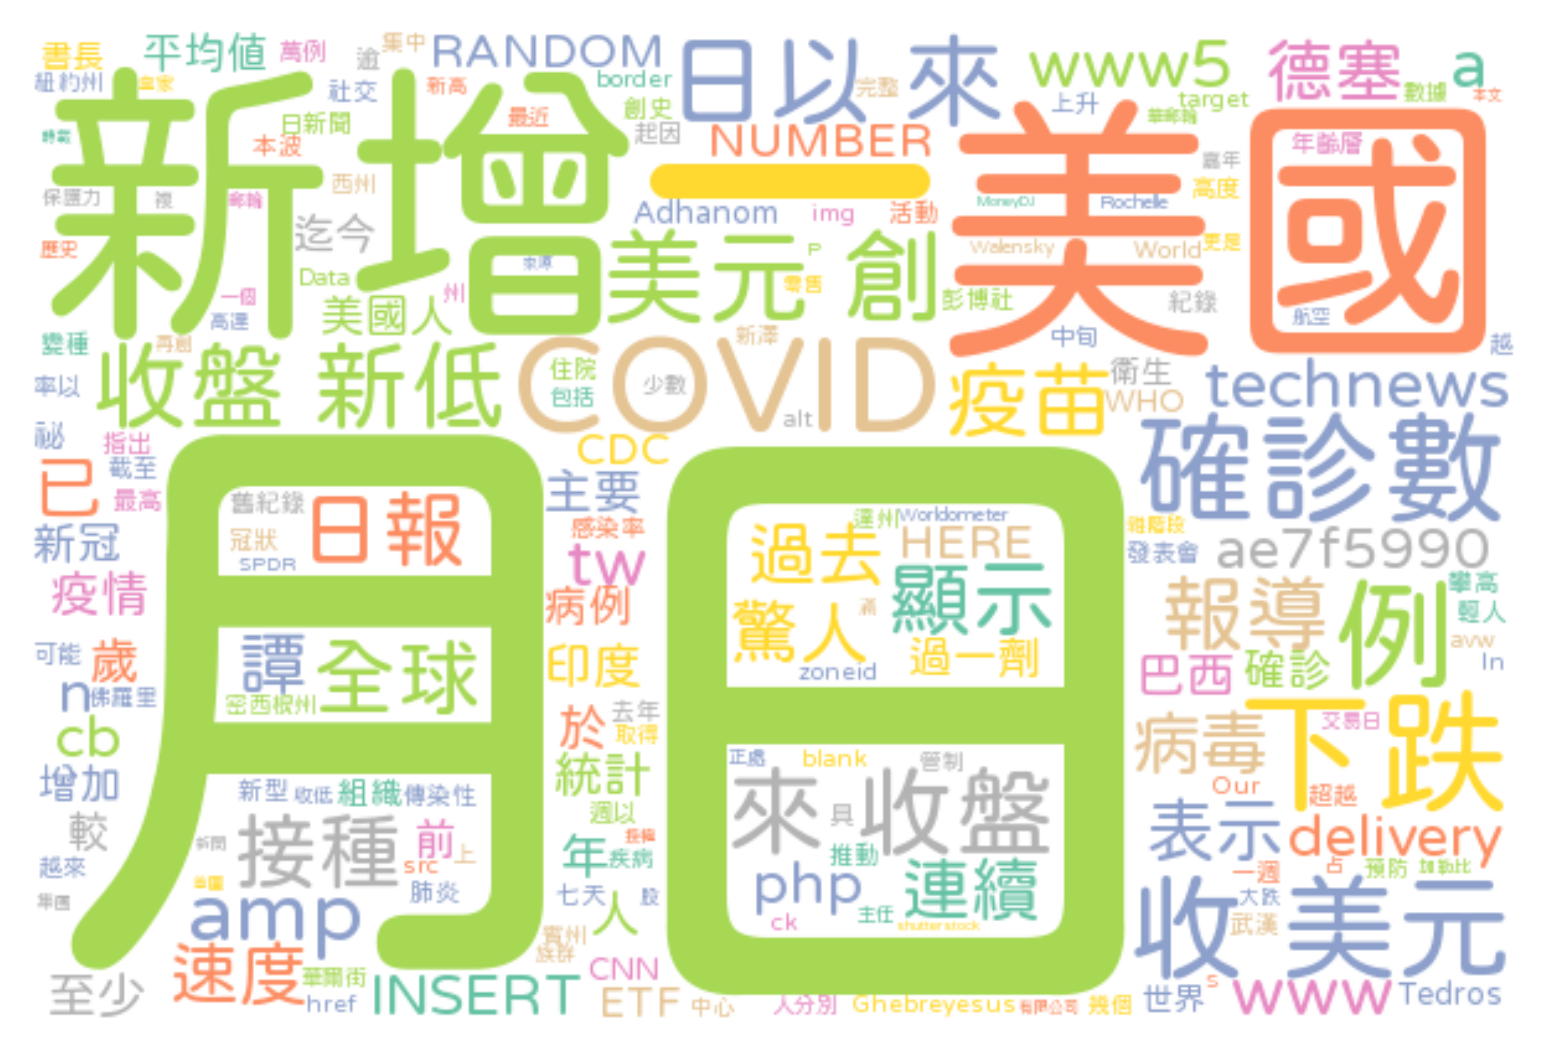 書長 平均值 萬例 逾 集中 RANDOM 日以來 完整 www5 德塞 a
紐約州 皇家 社交 新高 border 創史 上升 target 數據 本文
新增 日新聞 最近 起因 NUMBER 華郵輪 美國 年齡層
本波 西州 一 嘉年 高度
保護力 複 郵輪 迄今 Adhanom img 活動 MoneyDJ Rochelle
歷史 Data 美元 創 P 零售 Walensky World 更是
一個 高達 美國人 州 彭博社 紀錄 航空
變種 再創 收盤 新低 COVID 新澤 中旬 越
率以 住院 包括 少數 alt 疫苗 衛生 WHO technews
祕 指出 截至 CDC 確診數
已 最高 月 舊紀錄 日報 主要 日 達州 Worldometer 雜階段
新冠 冠狀 SPDR 感染率 tw 過去 HERE 發表會 ae7f5990
疫情 病例 驚人 滿 顯示 報導 例 攀高 輕人
可能 歲 譚 全球 印度 zoneid 過一劑 巴西 確診 avw In
n 佛羅里 密西根州 於 去年 取得 病毒 下跌 交易日
cb 統計 正處 blank 管制 Our 超越
增加 新型 收低 組織 傳染性 週以 來 具 收盤 表示 delivery
較 新聞 接種 前 上 年 疾病 推動 一週 占 預防 加勒比
越來 src 肺炎 七天 股 php 連續 收 大跌 美元
amp 人 ck 主任 shutterstock 武漢
至少 速度 華爾街 href INSERT 賓州 族群 CNN ETF 中心 人分別 Ghebreyesus 有限公司 幾個 世界 s www Tedros